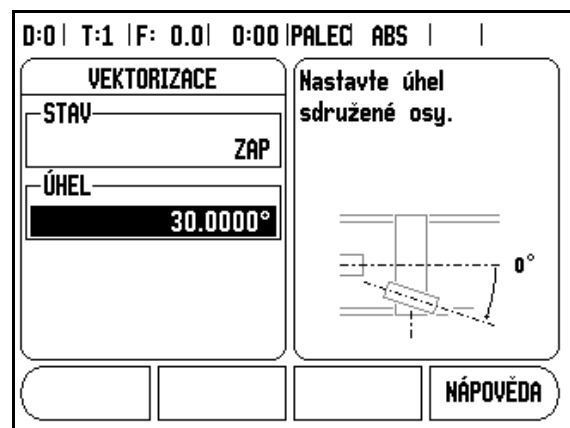 D:0 | T:1 | F: 0.0 | 0:00 | PALEC | ABS | |
VEKTORIZACE
STAV
ZAP
ÚHEL
30.0000°
Nastavte úhel
sdružené osy.
0°
NÁPOVĚDA